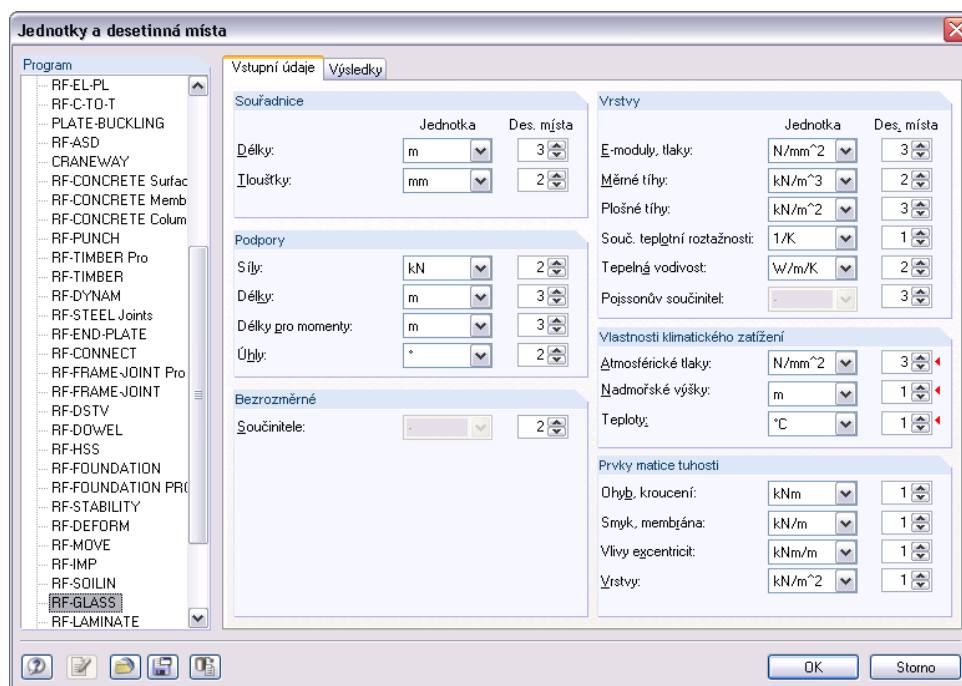 Jednotky a desetinná místa
Program
RF-EL-PL
RF-C-TO-T
PLATE-BUCKLING
RF-ASD
CRANEWAY
RF-CONCRETE Surfac
RF-CONCRETE Memb
RF-CONCRETE Colum
RF-PUNCH
RF-TIMBER Pro
RF-TIMBER
RF-DYNAM
RF-STEEL Joints
RF-END-PLATE
RF-CONNECT
RF-FRAME-JOINT Pro
RF-FRAME-JOINT
RF-DSTV
RF-DOWEL
RF-HSS
RF-FOUNDATION
RF-FOUNDATION PRO
RF-STABILITY
RF-DEFORM
RF-MOVE
RF-IMP
RF-SOILIN
RF-GLASS
RF-LAMINATE
Vstupní údaje
Výsledky
Souřadnice
Jednotka Des. místa
Délky: m 3
Tloušťky: mm 2
Podpory
Síly: kN 2
Délky: m 3
Délky pro momenty: m 3
Úhly: ° 2
Bezrozměrné
Součinitele: - 2
Vrstvy
Jednotka Des. místa
E-moduly, tlaky: N/mm^2 3
Měrné tíhy: kN/m^3 2
Plošné tíhy: kN/m^2 3
Souč. teplotní roztažnosti: 1/K 1
Tepelná vodivost: W/m/K 2
Pojssonův součinitel: - 3
Vlastnosti klimatického zatížení
Atmosférické tlaky: N/mm^2 3
Nadmořské výšky: m 1
Teploty: °C 1
Prvky matice tuhosti
Ohyb, kroucení: kNm 1
Smyk, membrána: kN/m 1
Vlivy excentricit: kNm/m 1
Vrstvy: kN/m^2 1
OK
Storno